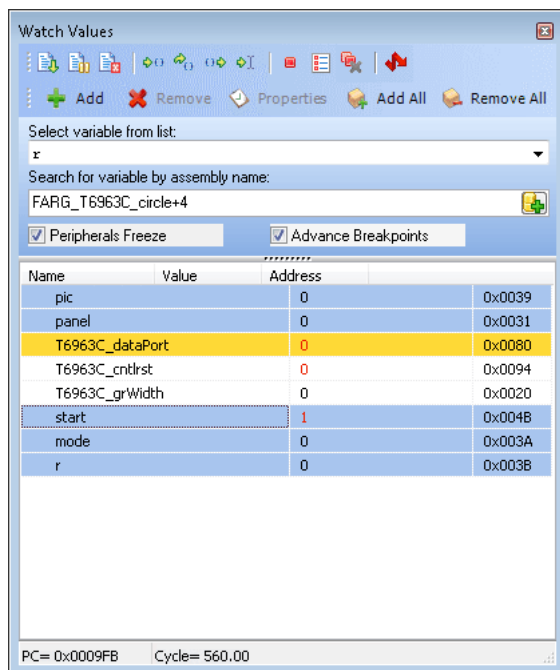 Watch Values
Add Remove Properties Add All Remove All
Select variable from list:
r
Search for variable by assembly name:
FARG_T6963C_circle+4
Peripherals Freeze Advance Breakpoints
Name Value Address
pic 0 0x0039
panel 0 0x0031
T6963C_dataPort 0 0x0080
T6963C_cntlrst 0 0x0094
T6963C_grWidth 0 0x0020
start 1 0x004B
mode 0 0x003A
r 0 0x003B
PC= 0x0009FB Cycle= 560.00